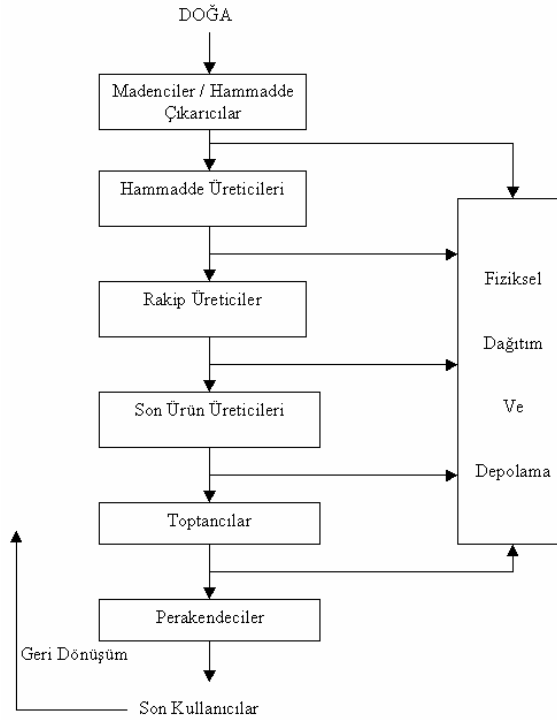 DOĞA
Madenciler / Hammadde
Çıkarıcılar
Hammadde Üreticileri
Rakip Üreticiler
Son Ürün Üreticileri
Toptancılar
Perakendeciler
Son Kullanıcılar
Geri Dönüşüm
Fiziksel
Dağıtım
Ve
Depolama